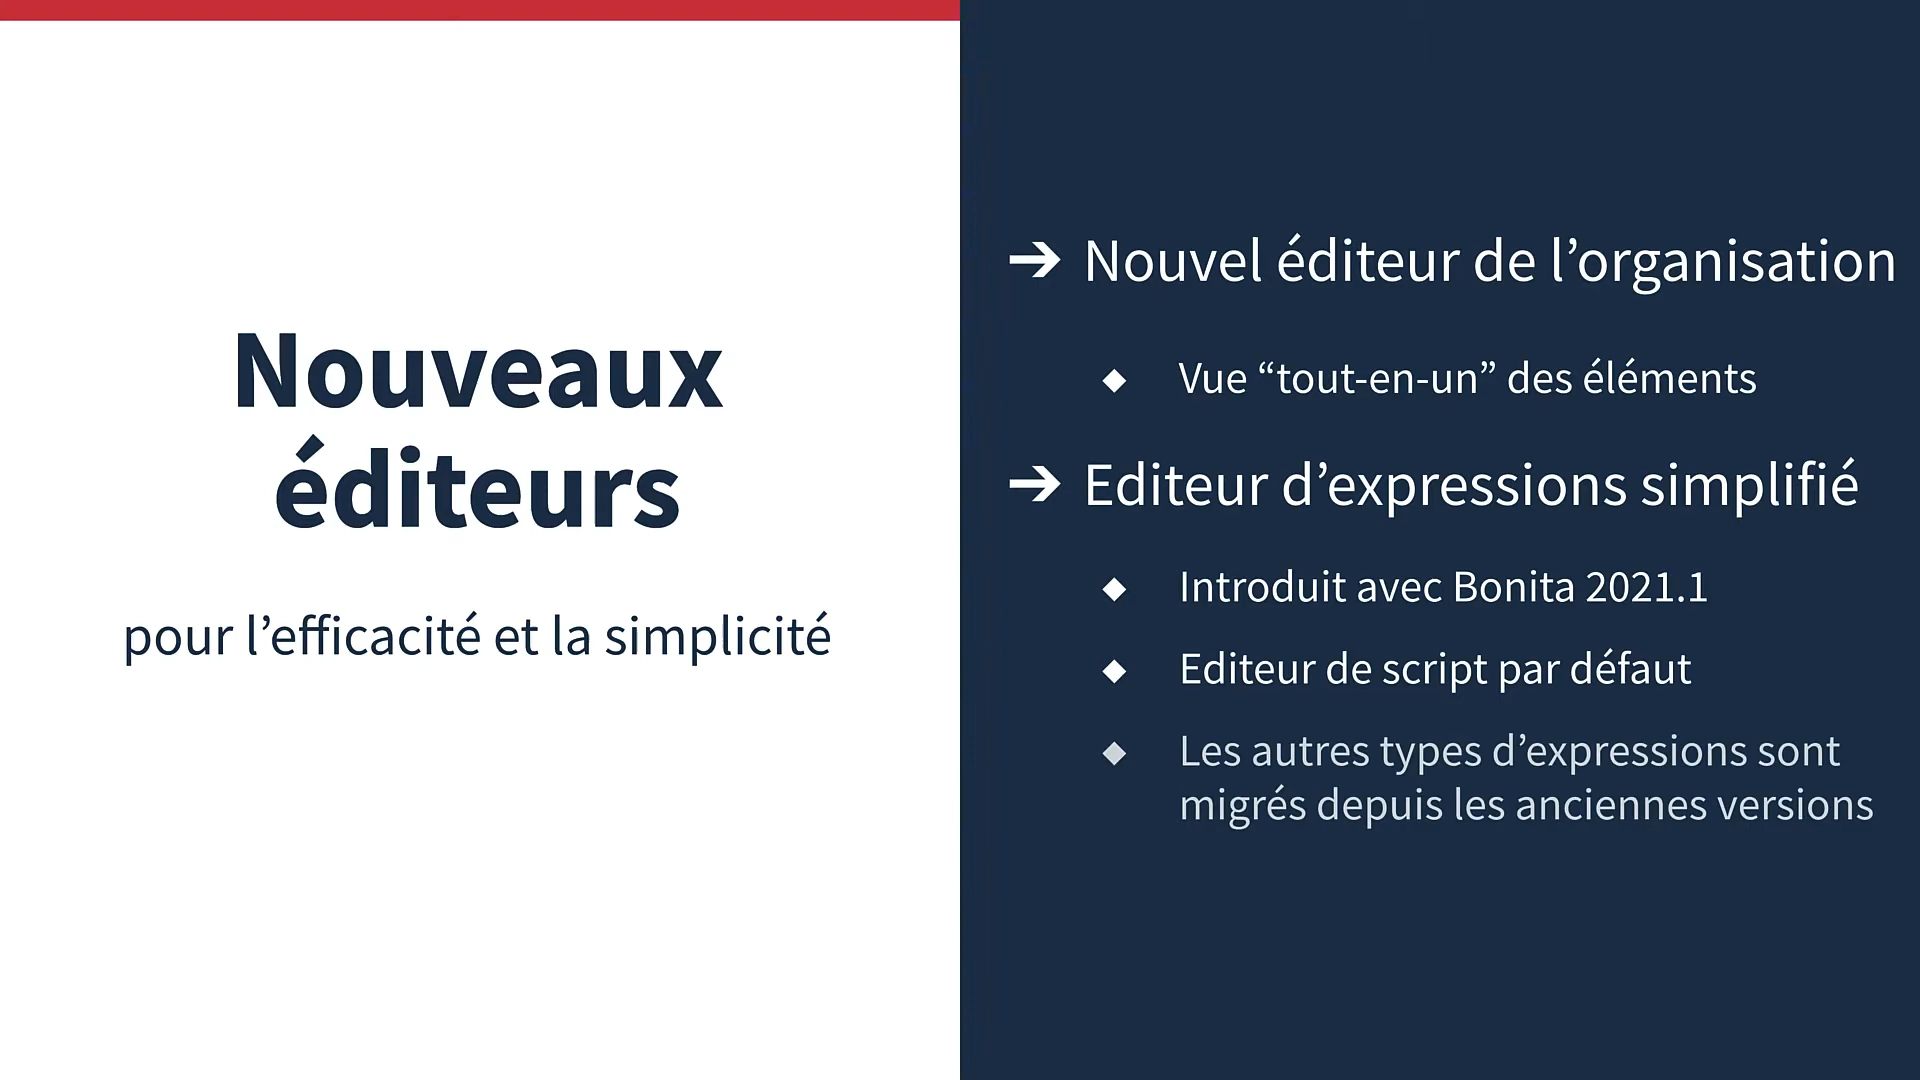 Nouveaux
éditeurs
pour l’efficacité et la simplicité
➔ Nouvel éditeur de l’organisation
◆ Vue “tout-en-un” des éléments
➔ Editeur d’expressions simplifié
◆ Introduit avec Bonita 2021.1
◆ Editeur de script par défaut
◆ Les autres types d’expressions sont
migrés depuis les anciennes versions